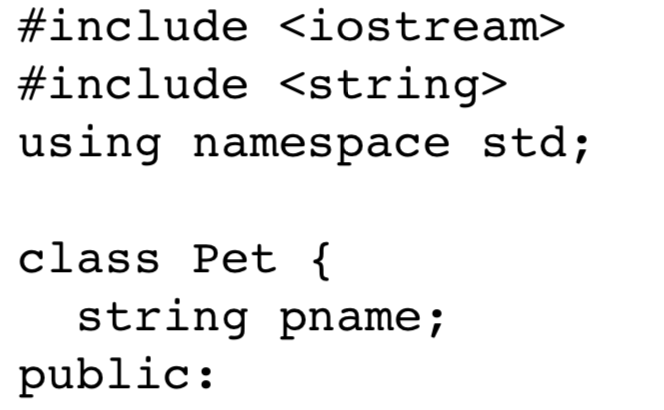 #include <iostream>
#include <string>
using namespace std;

class Pet {
  string pname;
public: